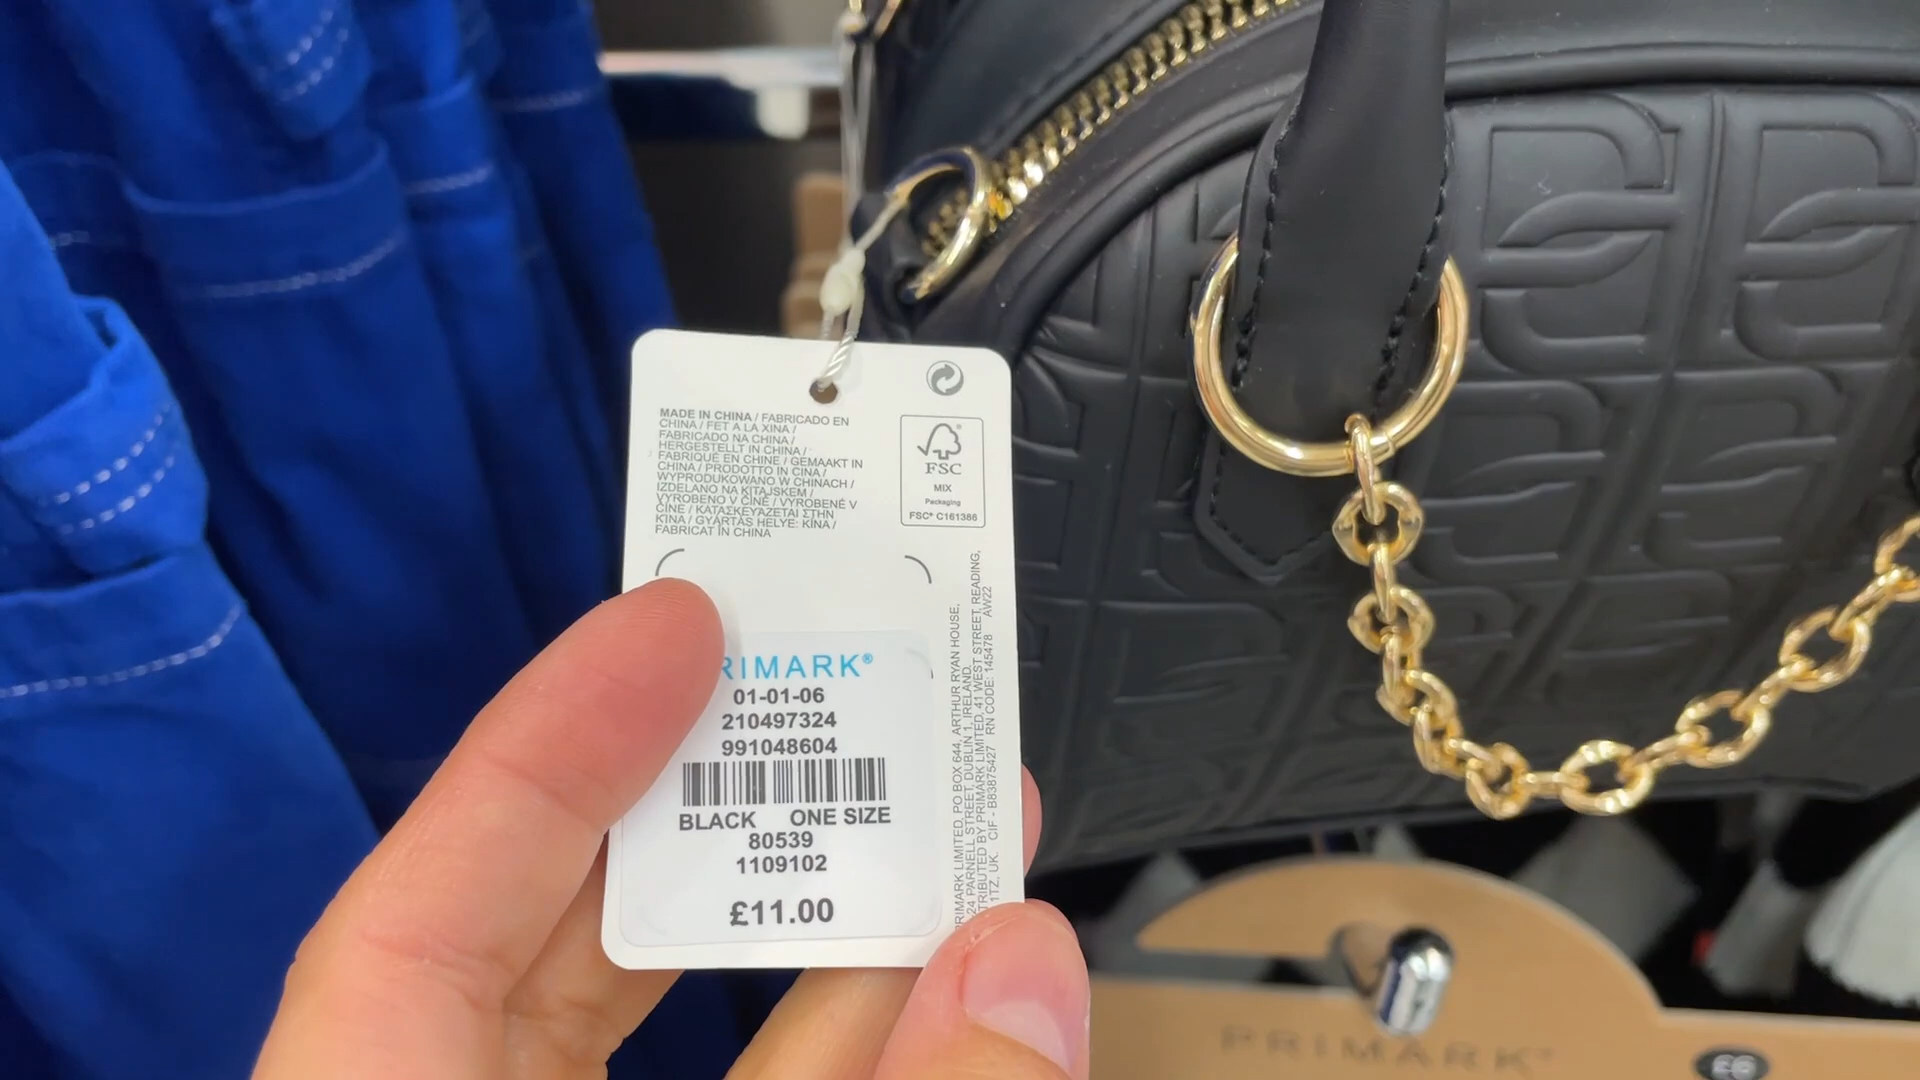 MADE IN CHINA / FABRICADO EN
CHINA / FET A LA XINA /
FABRICADO NA CHINA /
HERGESTELLT IN CHINA /
FABRIQUÉ EN CHINE / GEMAAKT IN
CHINA / PRODOTTO IN CINA /
WYPRODUKOWANO W CHINACH /
IZDELANO NA KITAJSKEM /
VYROBENO V ČÍNĚ / VYROBENÉ V
ČÍNE / ΚΑΤΑΣΚΕΥΑΖΕΤΑΙ ΣΤΗΝ
ΚΙΝΑ / GYÁRTÁS HELYE: KÍNA /
FABRICAT ÎN CHINA
FSC
MIX
Packaging
FSC® C161386
RIMARK®
01-01-06
210497324
991048604
BLACK ONE SIZE
80539
1109102
£11.00
PRIMARK LIMITED, PO BOX 644, ARTHUR RYAN HOUSE,
24 PARNELL STREET, DUBLIN 1, IRELAND.
TRIBUTED BY PRIMARK LIMITED, 41 WEST STREET, READING,
1TZ, UK. CIF - B83875427 RN CODE: 145478 AW22
PRIMARK
£6